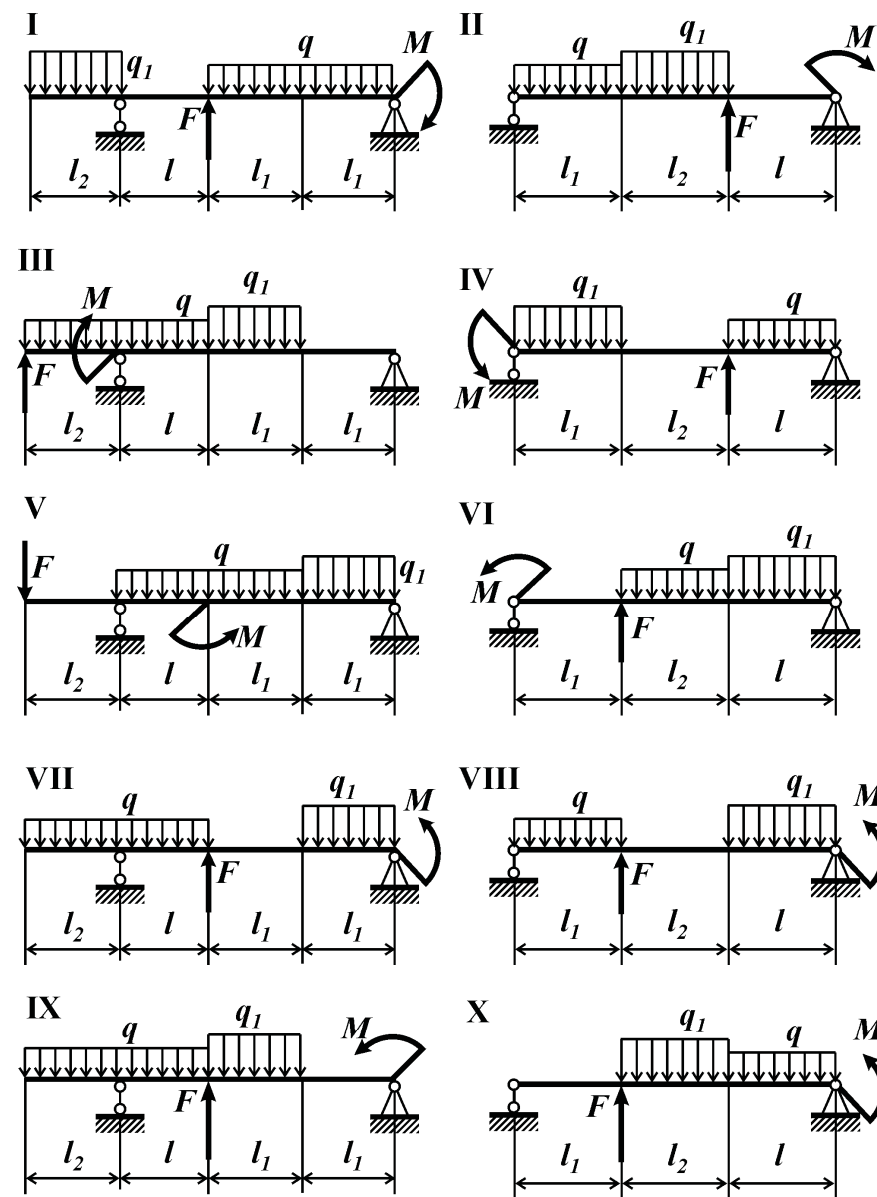 I q₁ q M II q q₁ M
F F
l₂ l l₁ l₁ l₁ l₂ l
III M q q₁ IV q₁ q
F M F
l₂ l l₁ l₁ l₁ l₂ l
V F q q₁ VI q q₁
M M F
l₂ l l₁ l₁ l₁ l₂ l
VII q q₁ M VIII q q₁ M
F F
l₂ l l₁ l₁ l₁ l₂ l
IX q q₁ M X q₁ q M
F F
l₂ l l₁ l₁ l₁ l₂ l